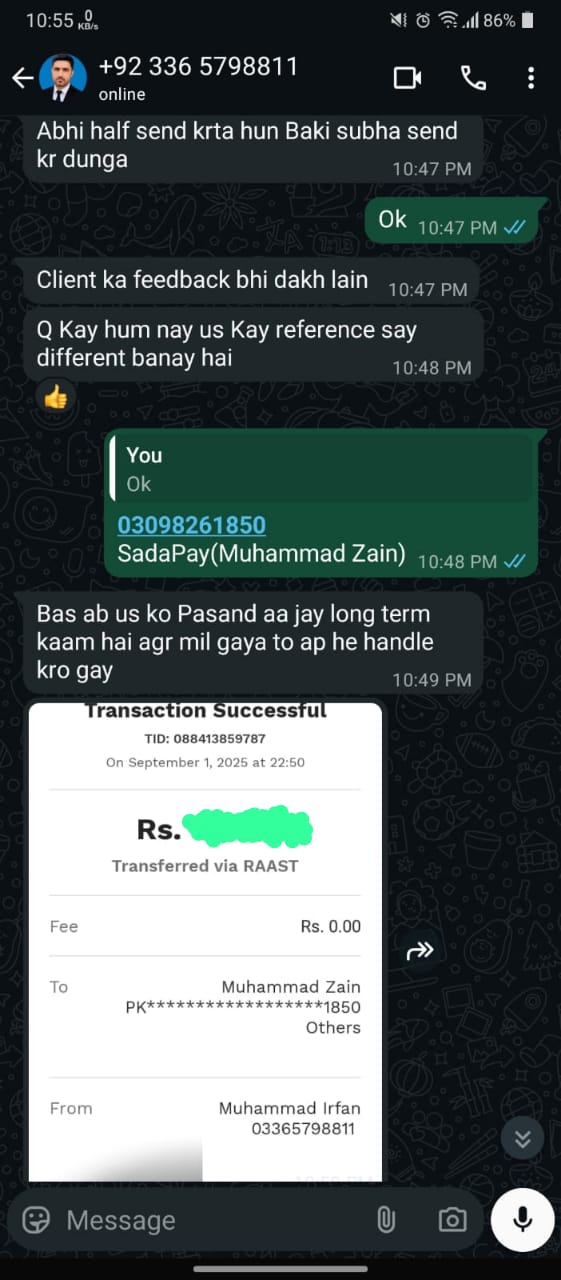 10:55 0 KB/s 86%
+92 336 5798811
online
Abhi half send krta hun Baki subha send
kr dunga
10:47 PM
Ok 10:47 PM
Client ka feedback bhi dakh lain 10:47 PM
Q Kay hum nay us Kay reference say
different banay hai
10:48 PM
You
Ok
03098261850
SadaPay(Muhammad Zain) 10:48 PM
Bas ab us ko Pasand aa jay long term
kaam hai agr mil gaya to ap he handle
kro gay
10:49 PM
Transaction Successful
TID: 088413859787
On September 1, 2025 at 22:50
Rs.
Transferred via RAAST
Fee Rs. 0.00
To Muhammad Zain
PK******************1850
Others
From Muhammad Irfan
03365798811
Message